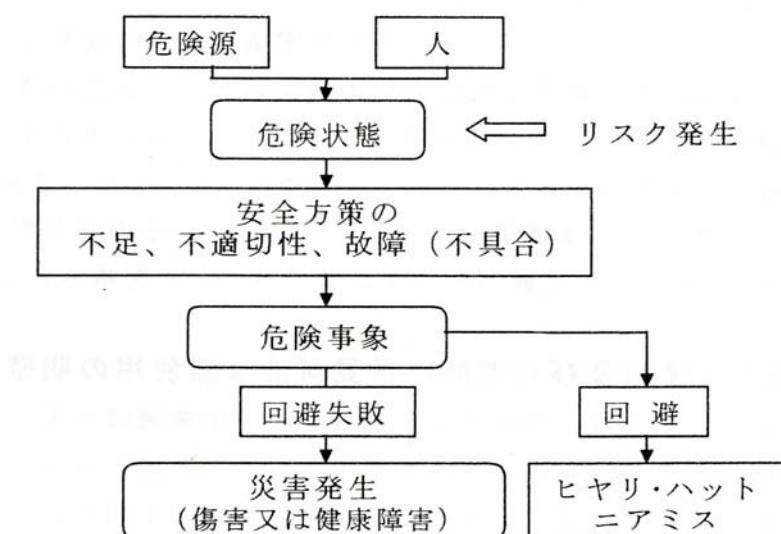 危険源
人
危険状態
リスク発生
安全方策の
不足、不適切性、故障（不具合）
危険事象
回避失敗
回 避
災害発生
（傷害又は健康障害）
ヒヤリ・ハット
ニアミス